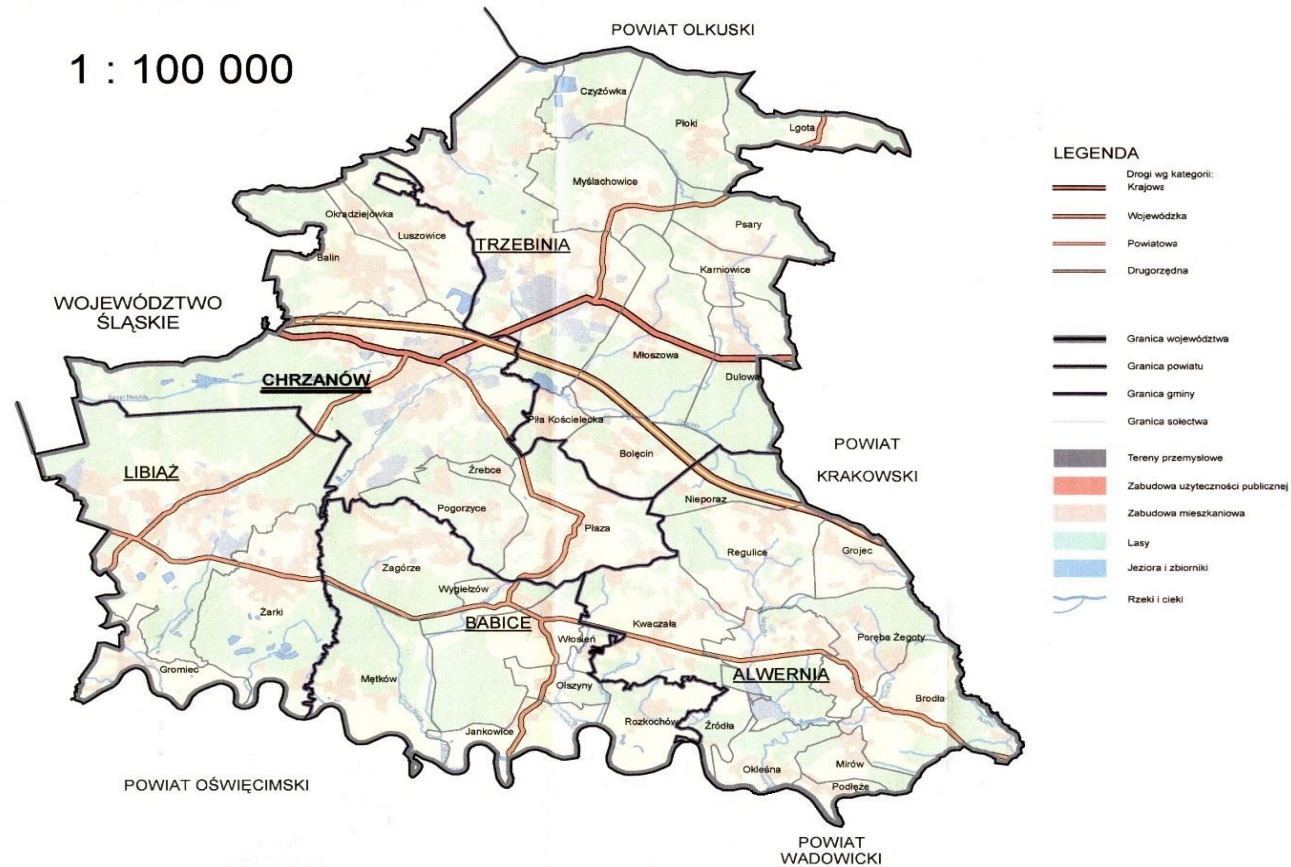 1 : 100 000
POWIAT OLKUSKI
Czyżówka
Płoki
Lgota
Myślachowice
Okradziejówka
Luszowice
Balin
TRZEBINIA
Psary
Karniowice
WOJEWÓDZTWO
ŚLĄSKIE
CHRZANÓW
Młoszowa
Dulowa
Piła Kościelecka
Bolęcin
POWIAT
KRAKOWSKI
LIBIĄŻ
Żrebce
Pogorzyce
Płaza
Nieporaz
Regulice
Grojec
Zagórze
Wygiełzów
BABICE
Żarki
Włosień
Kwaczała
Poręba Żegoty
ALWERNIA
Gromiec
Mętków
Olszyny
Brodła
Jankowice
Rozkochów
Źródła
Okleśna
Mirów
Podłęże
POWIAT OŚWIĘCIMSKI
POWIAT
WADOWICKI
LEGENDA
Drogi wg kategorii:
Krajowa
Wojewódzka
Powiatowa
Drugorzędna
Granica województwa
Granica powiatu
Granica gminy
Granica sołectwa
Tereny przemysłowe
Zabudowa użyteczności publicznej
Zabudowa mieszkaniowa
Lasy
Jeziora i zbiorniki
Rzeki i cieki